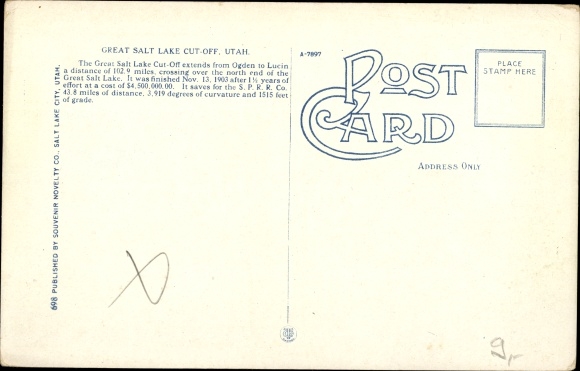 GREAT SALT LAKE CUT-OFF, UTAH.
The Great Salt Lake Cut-Off extends from Ogden to Lucin
a distance of 102.9 miles, crossing over the north end of the
Great Salt Lake. It was finished Nov. 13, 1903 after 1½ years of
effort at a cost of $4,500,000.00. It saves for the S. P. R. R. Co.
43.8 miles of distance, 3,919 degrees of curvature and 1515 feet
of grade.
698 PUBLISHED BY SOUVENIR NOVELTY CO., SALT LAKE CITY, UTAH.
A-7897
POST
CARD
ADDRESS ONLY
PLACE
STAMP HERE
9,-